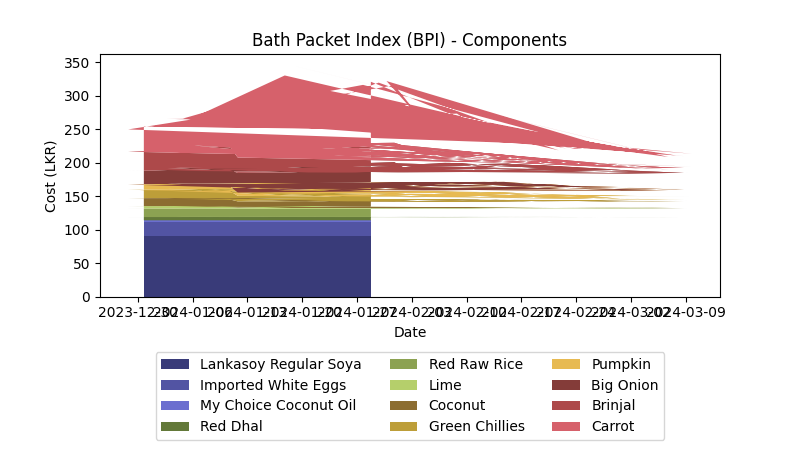 Bath Packet Index (BPI) - Components
Cost (LKR)
350
300
250
200
150
100
50
0
2023-12-30 2024-01-06 2024-01-13 2024-01-20 2024-01-27 2024-02-03 2024-02-10 2024-02-17 2024-02-24 2024-03-02 2024-03-09
Date
Lankasoy Regular Soya Red Raw Rice Pumpkin
Imported White Eggs Lime Big Onion
My Choice Coconut Oil Coconut Brinjal
Red Dhal Green Chillies Carrot